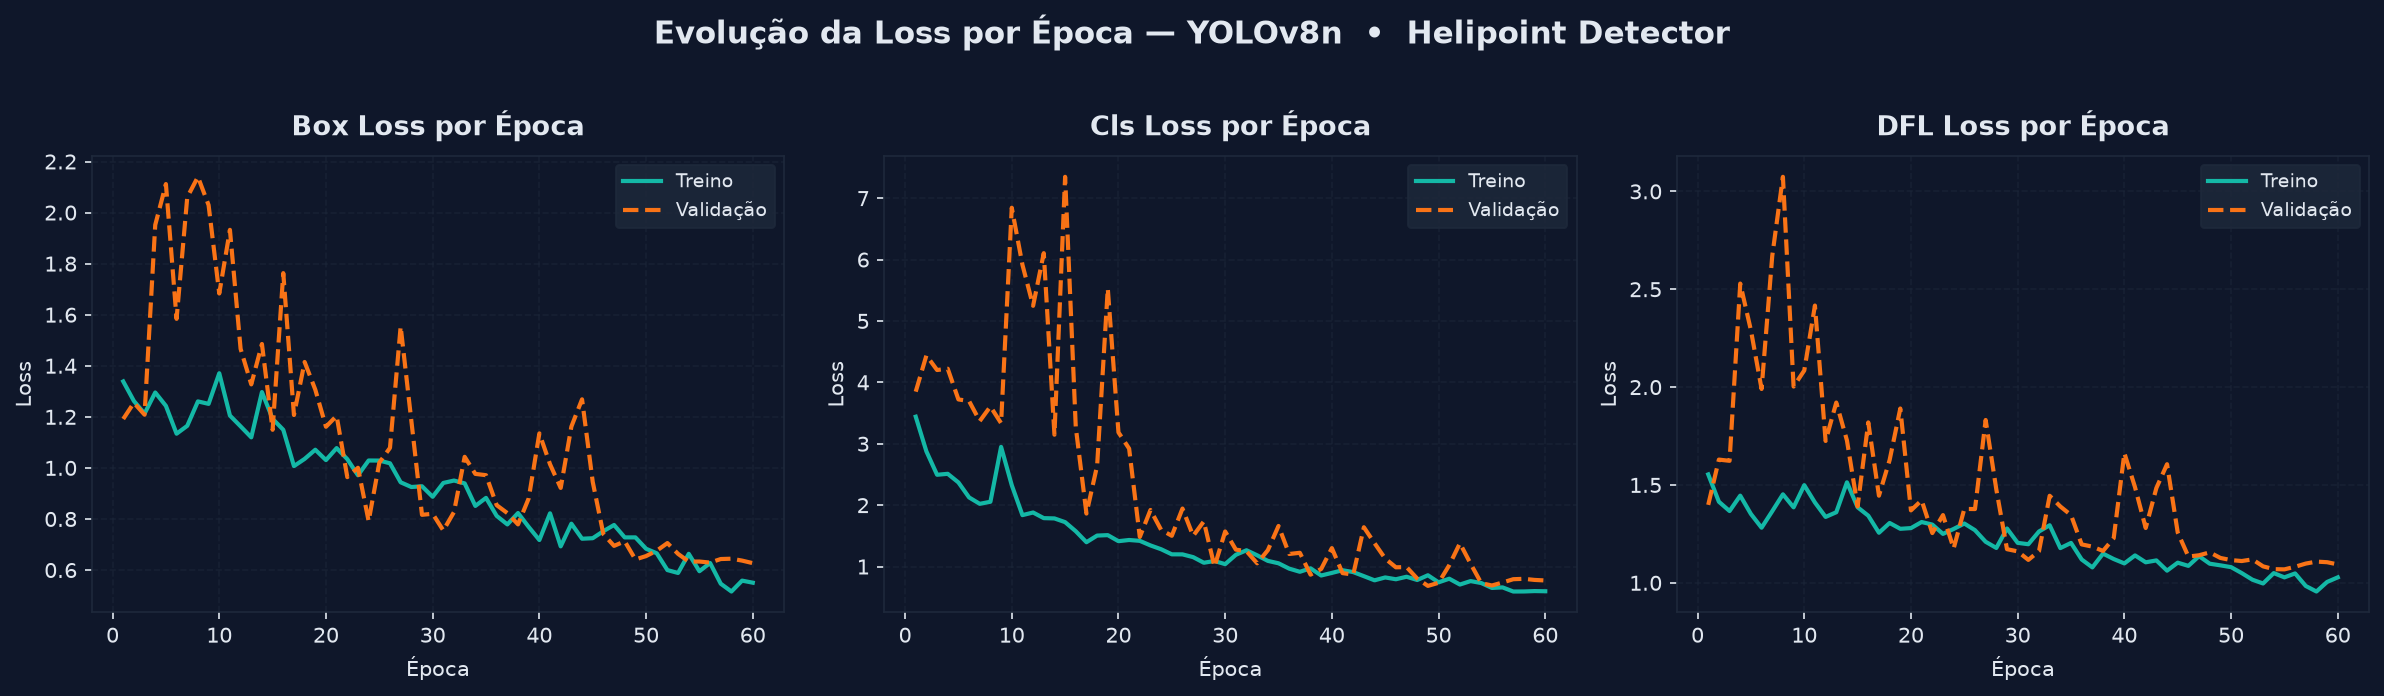 Evolução da Loss por Época — YOLOv8n • Helipoint Detector
Box Loss por Época
Loss
2.2
2.0
1.8
1.6
1.4
1.2
1.0
0.8
0.6
Treino
Validação
0 10 20 30 40 50 60
Época
Cls Loss por Época
Loss
7
6
5
4
3
2
1
Treino
Validação
0 10 20 30 40 50 60
Época
DFL Loss por Época
Loss
3.0
2.5
2.0
1.5
1.0
Treino
Validação
0 10 20 30 40 50 60
Época